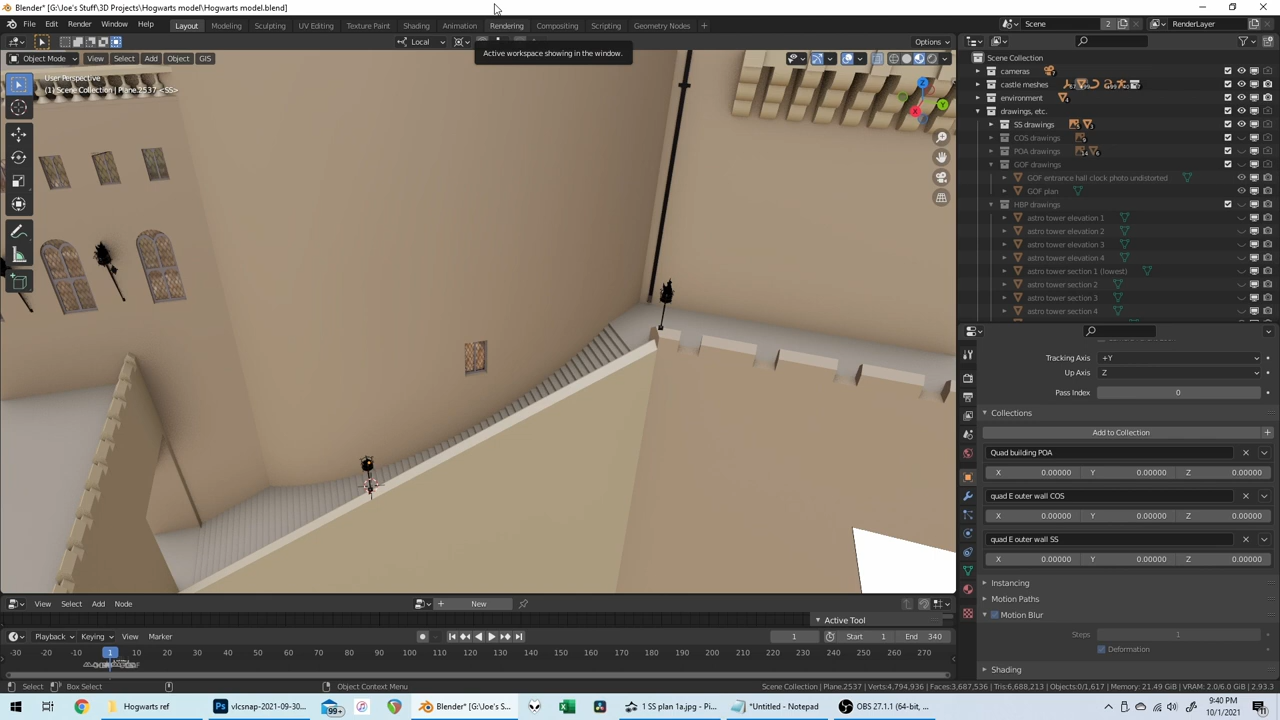 Blender* [G:\Joe's Stuff\3D Projects\Hogwarts model\Hogwarts model.blend]
File Edit Render Window Help Layout Modeling Sculpting UV Editing Texture Paint Shading Animation Rendering Compositing Scripting Geometry Nodes +
Scene 2 RenderLayer
Local Options
Active workspace showing in the window.
Object Mode View Select Add Object GIS
User Perspective
(1) Scene Collection | Plane.2537 <SS>
Z
Y
X
Scene Collection
cameras
castle meshes
environment
drawings, etc.
SS drawings
COS drawings
POA drawings
GOF drawings
GOF entrance hall clock photo undistorted
GOF plan
HBP drawings
astro tower elevation 1
astro tower elevation 2
astro tower elevation 3
astro tower elevation 4
astro tower section 1 (lowest)
astro tower section 2
astro tower section 3
astro tower section 4
Tracking Axis +Y
Up Axis Z
Pass Index 0
Collections
Add to Collection
Quad building POA
X 0.00000 Y 0.00000 Z 0.00000
quad E outer wall COS
X 0.00000 Y 0.00000 Z 0.00000
quad E outer wall SS
X 0.00000 Y 0.00000 Z 0.00000
Instancing
Motion Paths
Motion Blur
Steps 1
Deformation
Shading
View Select Add Node New
Active Tool
Playback Keying View Marker 1 Start 1 End 340
-30 -20 -10 1 10 20 30 40 50 60 70 80 90 100 110 120 130 140 150 160 170 180 190 200 210 220 230 240 250 260 270
Select Box Select Object Context Menu
Scene Collection | Plane.2537 | Verts:4,794,936 | Faces:3,687,536 | Tris:6,688,213 | Objects:0/1,617 | Memory: 21.49 GiB | VRAM: 2.0/6.0 GiB | 2.93.3
Hogwarts ref vlcsnap-2021-09-30... 99+ Blender* [G:\Joe's S... 1 SS plan 1a.jpg - Pi... *Untitled - Notepad OBS 27.1.1 (64-bit, ...
9:40 PM
10/1/2021